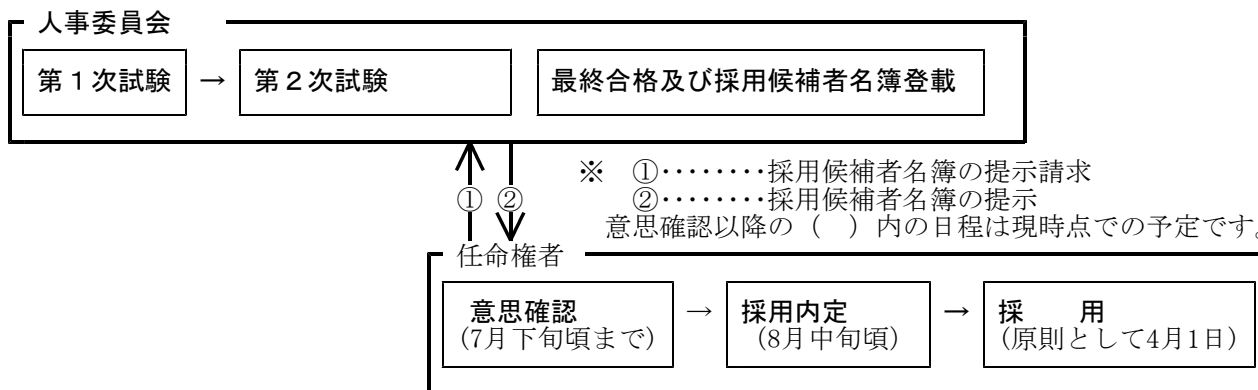 人事委員会
第1次試験 → 第2次試験 最終合格及び採用候補者名簿登載
※ ①········採用候補者名簿の提示請求
① ② ②········採用候補者名簿の提示
意思確認以降の( )内の日程は現時点での予定です。
任命権者
意思確認 → 採用内定 → 採 用
(7月下旬頃まで) (8月中旬頃) (原則として4月1日)